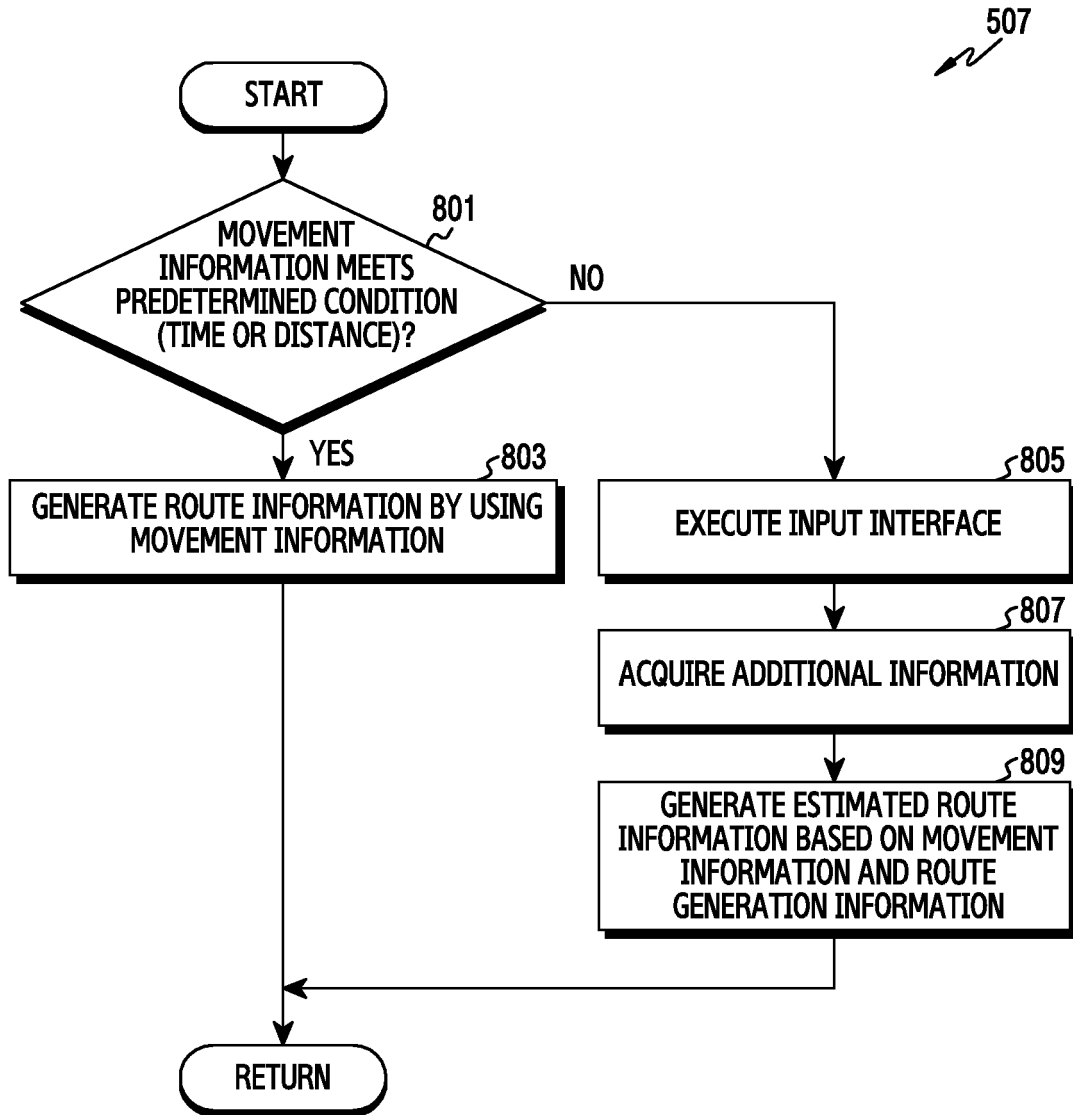 507
START
801
MOVEMENT
INFORMATION MEETS
PREDETERMINED CONDITION
(TIME OR DISTANCE)?
NO
YES
803
GENERATE ROUTE INFORMATION BY USING
MOVEMENT INFORMATION
805
EXECUTE INPUT INTERFACE
807
ACQUIRE ADDITIONAL INFORMATION
809
GENERATE ESTIMATED ROUTE
INFORMATION BASED ON MOVEMENT
INFORMATION AND ROUTE
GENERATION INFORMATION
RETURN